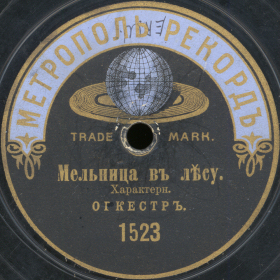 МЕТРОПОЛЬ РЕКОРДЪ
TRADE MARK.
Мельница въ лѣсу.
Характерн.
ОРКЕСТРЪ.
1523